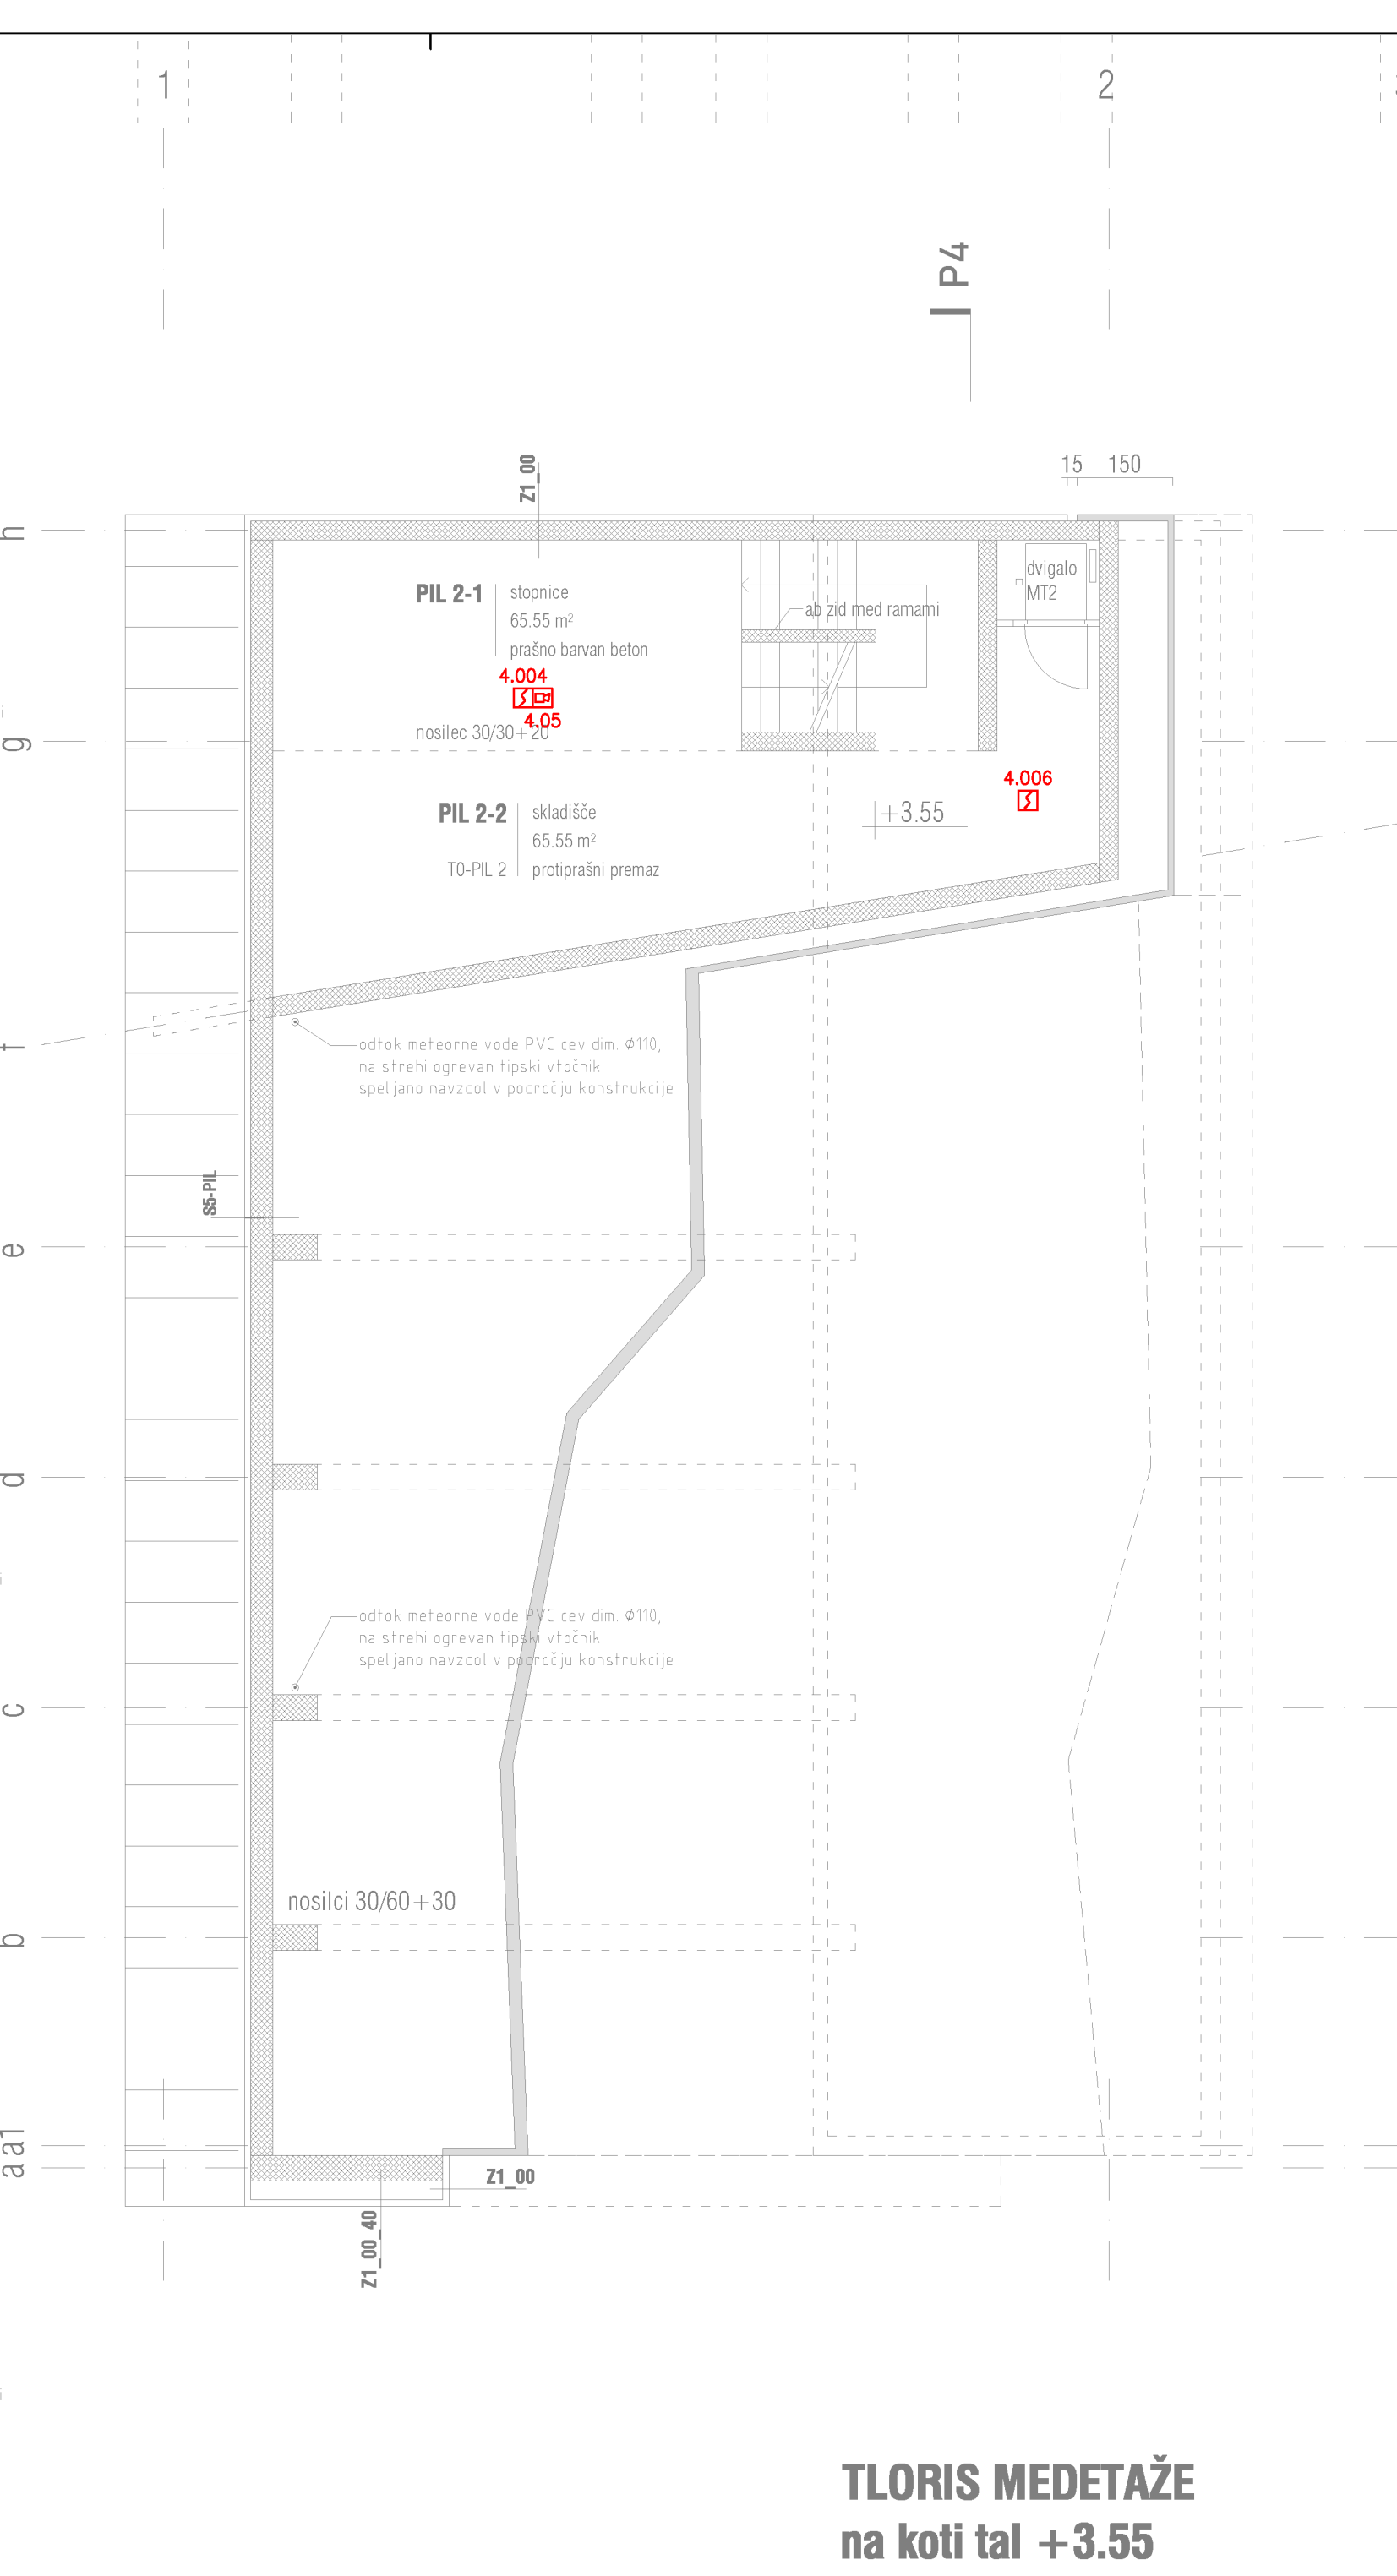 1
2
P4
15
150
Z1_00
h
PIL 2-1
stopnice
65.55 m²
prašno barvan beton
dvigalo
MT2
ab zid med ramami
4.004
4.05
nosilec 30/30+20
g
4.006
PIL 2-2
skladišče
65.55 m²
T0-PIL 2
protiprašni premaz
+3.55
f
odtok meteorne vode PVC cev dim. Ø110,
na strehi ogrevan tipski vtočnik
speljano navzdol v področju konstrukcije
S5-PIL
e
d
odtok meteorne vode PVC cev dim. Ø110,
na strehi ogrevan tipski vtočnik
speljano navzdol v področju konstrukcije
c
nosilci 30/60+30
b
a1
a
Z1_00
Z1_00_40
TLORIS MEDETAŽE
na koti tal +3.55